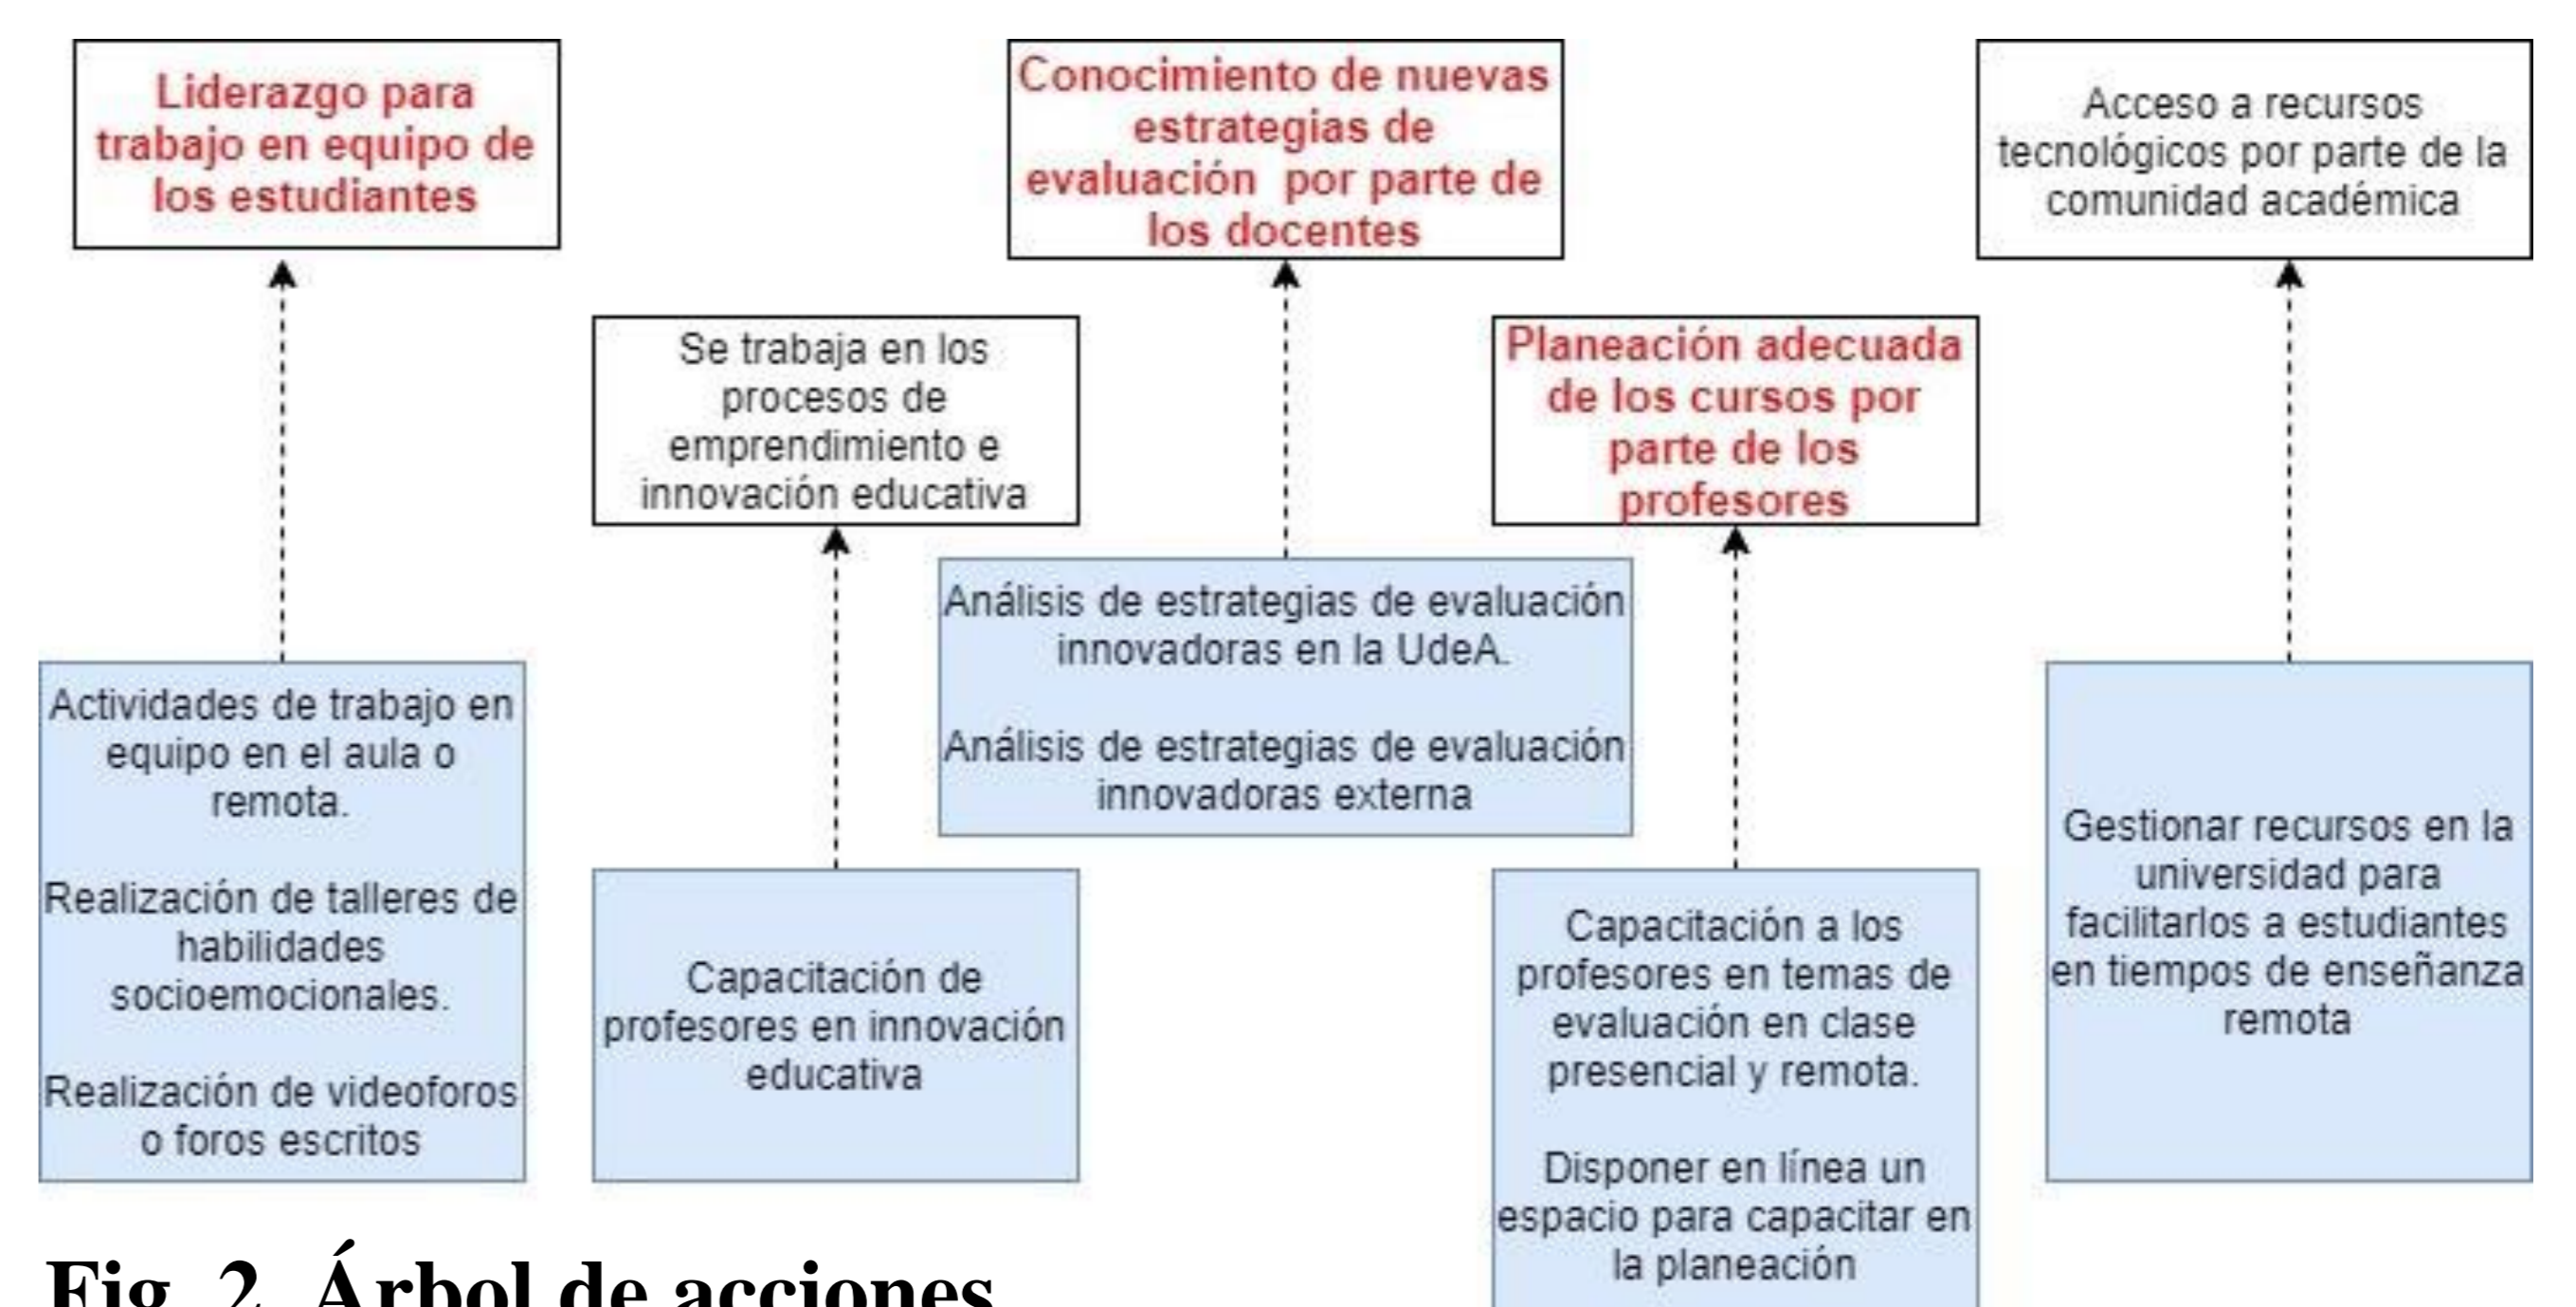 Liderazgo para
trabajo en equipo de
los estudiantes
Conocimiento de nuevas
estrategias de
evaluación por parte de
los docentes
Acceso a recursos
tecnológicos por parte de la
comunidad académica
Se trabaja en los
procesos de
emprendimiento e
innovación educativa
Planeación adecuada
de los cursos por
parte de los
profesores
Análisis de estrategias de evaluación
innovadoras en la UdeA.
Análisis de estrategias de evaluación
innovadoras externa
Actividades de trabajo en
equipo en el aula o
remota.
Realización de talleres de
habilidades
socioemocionales.
Realización de videoforos
o foros escritos
Capacitación de
profesores en innovación
educativa
Capacitación a los
profesores en temas de
evaluación en clase
presencial y remota.
Disponer en línea un
espacio para capacitar en
la planeación
Gestionar recursos en la
universidad para
facilitarlos a estudiantes
en tiempos de enseñanza
remota
Fig. 2. Árbol de acciones